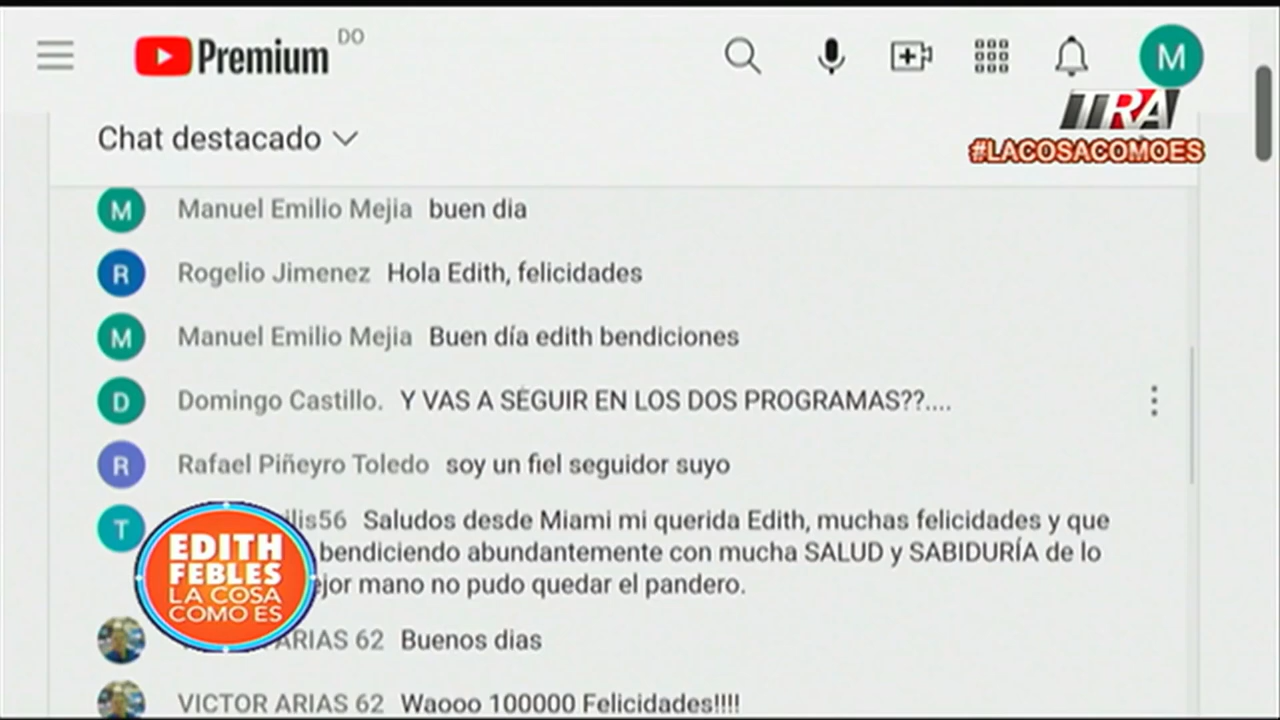 Premium DO
M
TRA
#LACOSACOMOES
Chat destacado
M Manuel Emilio Mejia buen dia
R Rogelio Jimenez Hola Edith, felicidades
M Manuel Emilio Mejia Buen día edith bendiciones
D Domingo Castillo. Y VAS A SEGUIR EN LOS DOS PROGRAMAS??....
R Rafael Piñeyro Toledo soy un fiel seguidor suyo
T Saludos desde Miami mi querida Edith, muchas felicidades y que
bendiciendo abundantemente con mucha SALUD y SABIDURÍA de lo
mano no pudo quedar el pandero.
EDITH
FEBLES
LA COSA
COMO ES
ARIAS 62 Buenos dias
VICTOR ARIAS 62 Waooo 100000 Felicidades!!!!